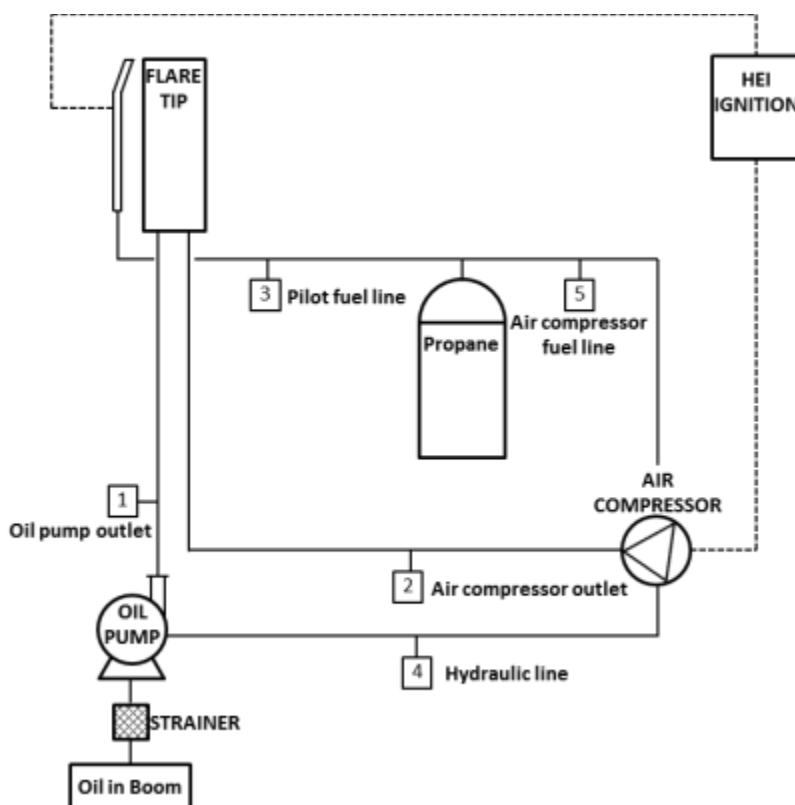 FLARE
TIP
HEI
IGNITION
3
Pilot fuel line
5
Air compressor
fuel line
Propane
1
Oil pump outlet
AIR
COMPRESSOR
2
Air compressor outlet
OIL
PUMP
4
Hydraulic line
STRAINER
Oil in Boom